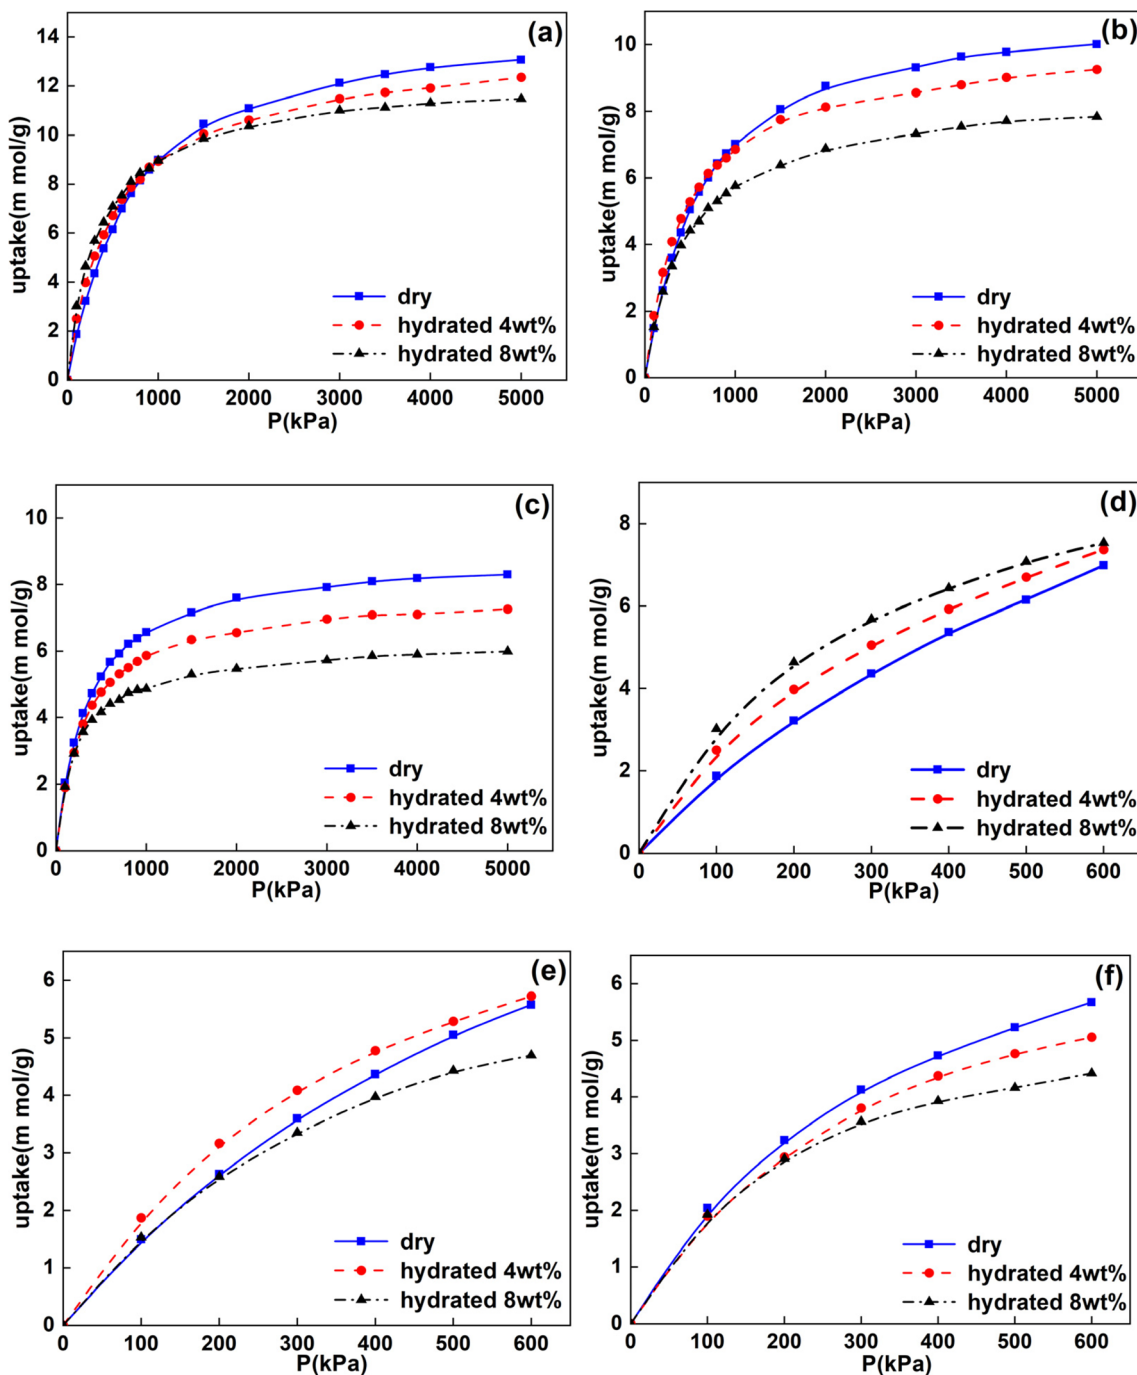 (a)
14
12
10
8
6
4
2
0
uptake(m mol/g)
dry
hydrated 4wt%
hydrated 8wt%
0 1000 2000 3000 4000 5000
P(kPa)
(b)
10
8
6
4
2
0
uptake(m mol/g)
dry
hydrated 4wt%
hydrated 8wt%
0 1000 2000 3000 4000 5000
P(kPa)
(c)
10
8
6
4
2
0
uptake(m mol/g)
dry
hydrated 4wt%
hydrated 8wt%
0 1000 2000 3000 4000 5000
P(kPa)
(d)
8
6
4
2
0
uptake(m mol/g)
dry
hydrated 4wt%
hydrated 8wt%
0 100 200 300 400 500 600
P(kPa)
(e)
6
5
4
3
2
1
0
uptake(m mol/g)
dry
hydrated 4wt%
hydrated 8wt%
0 100 200 300 400 500 600
P(kPa)
(f)
6
5
4
3
2
1
0
uptake(m mol/g)
dry
hydrated 4wt%
hydrated 8wt%
0 100 200 300 400 500 600
P(kPa)